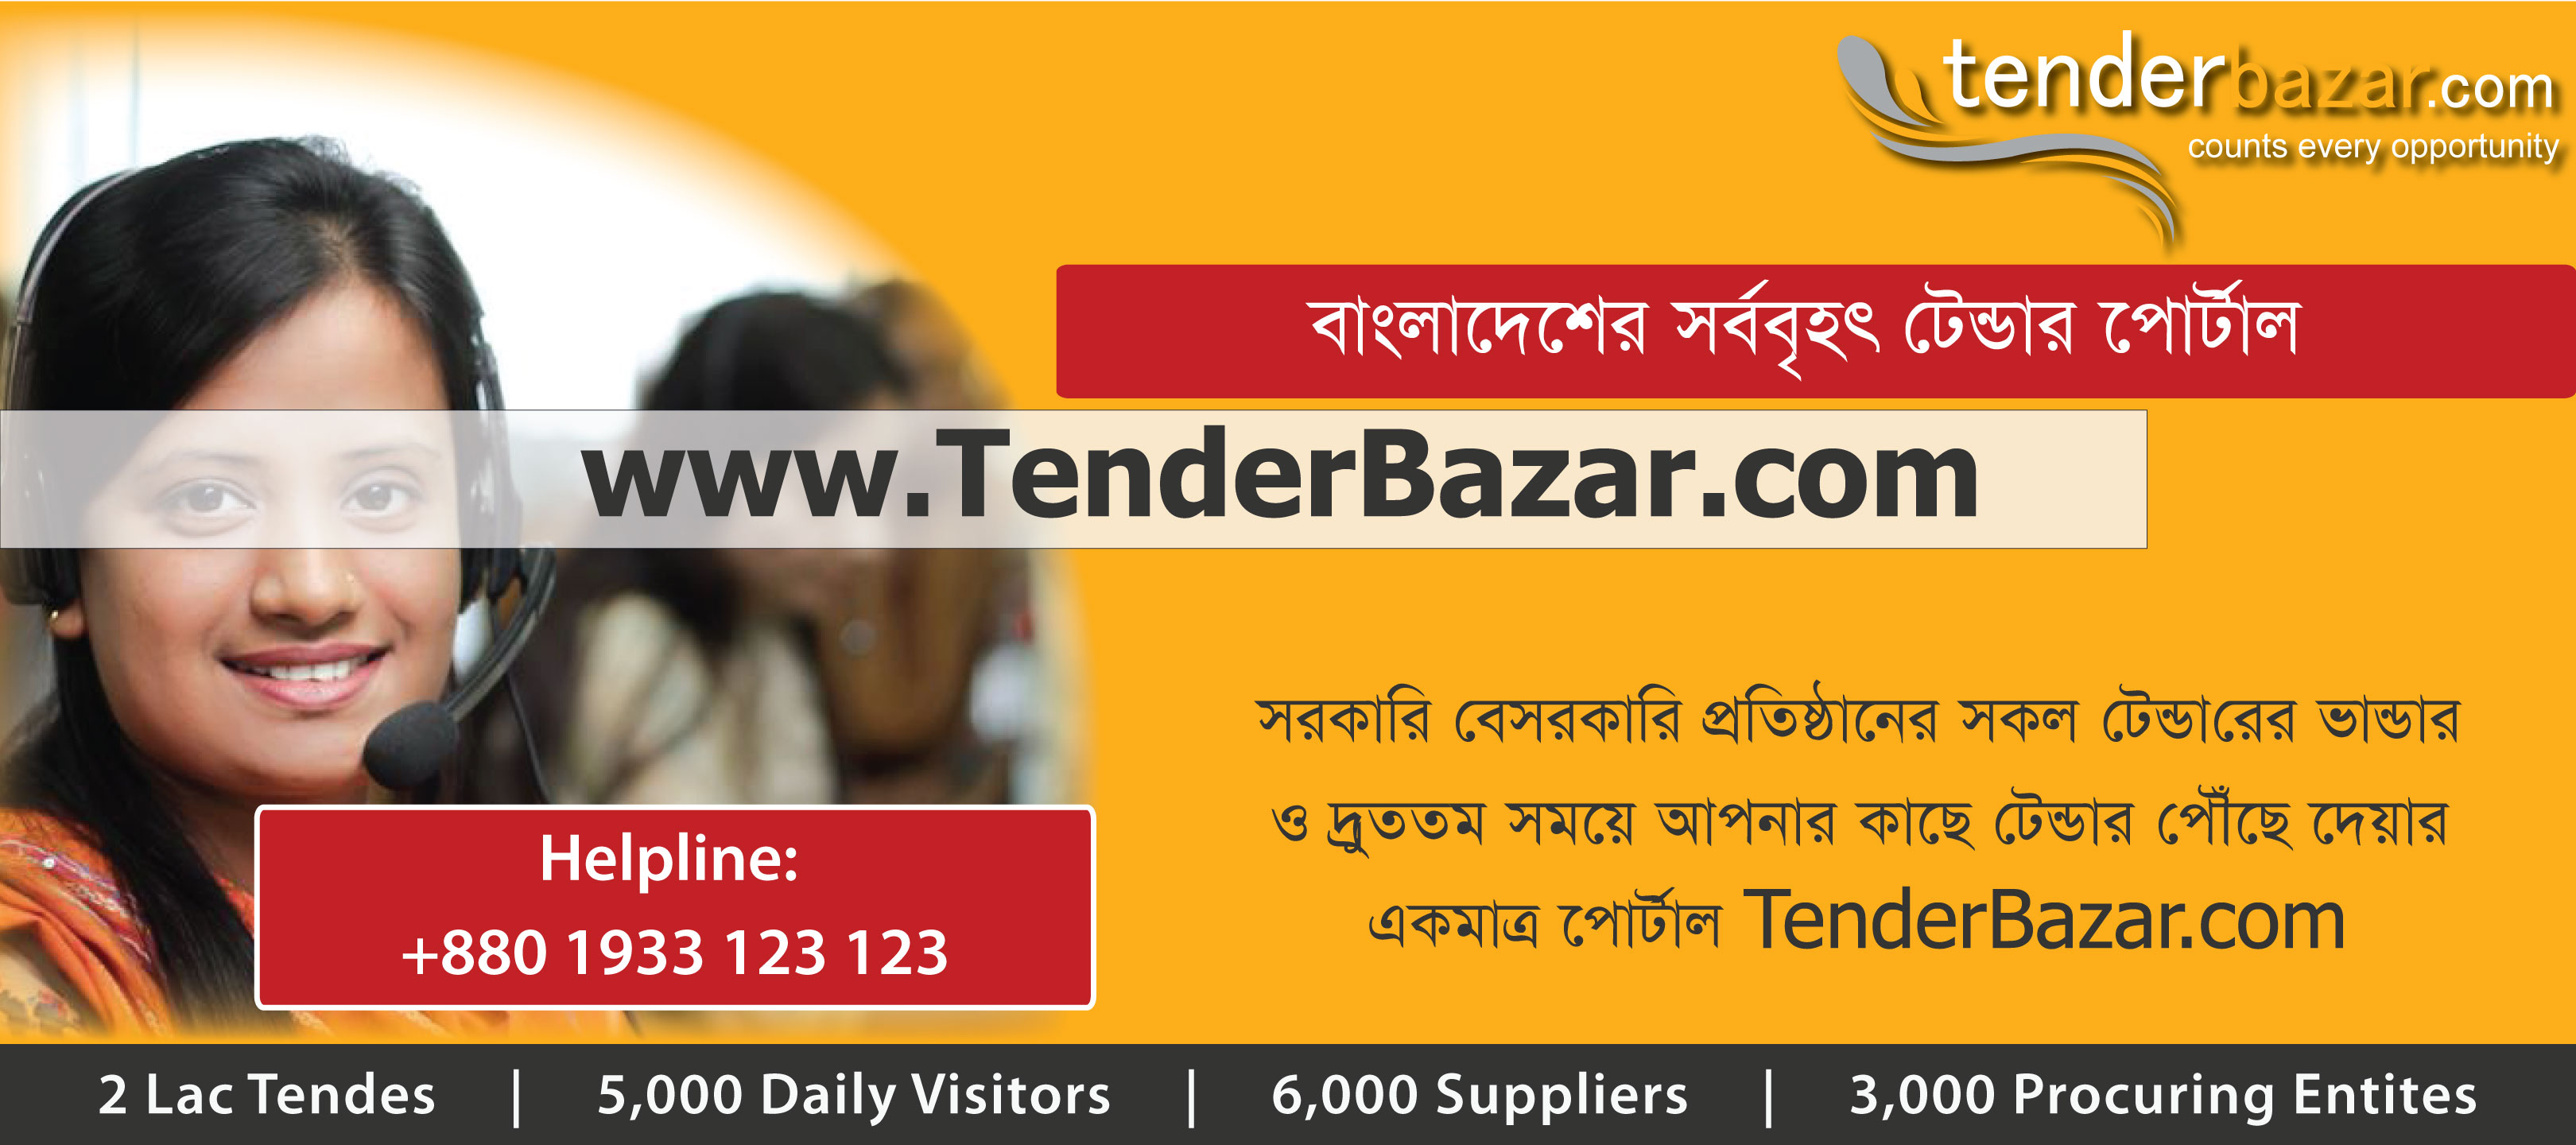 tenderbazar.com
counts every opportunity
বাংলাদেশের সর্ববৃহৎ টেন্ডার পোর্টাল
www.TenderBazar.com
সরকারি বেসরকারি প্রতিষ্ঠানের সকল টেন্ডারের ভান্ডার
ও দ্রুততম সময়ে আপনার কাছে টেন্ডার পৌঁছে দেয়ার
একমাত্র পোর্টাল TenderBazar.com
Helpline:
+880 1933 123 123
2 Lac Tendes | 5,000 Daily Visitors | 6,000 Suppliers | 3,000 Procuring Entites